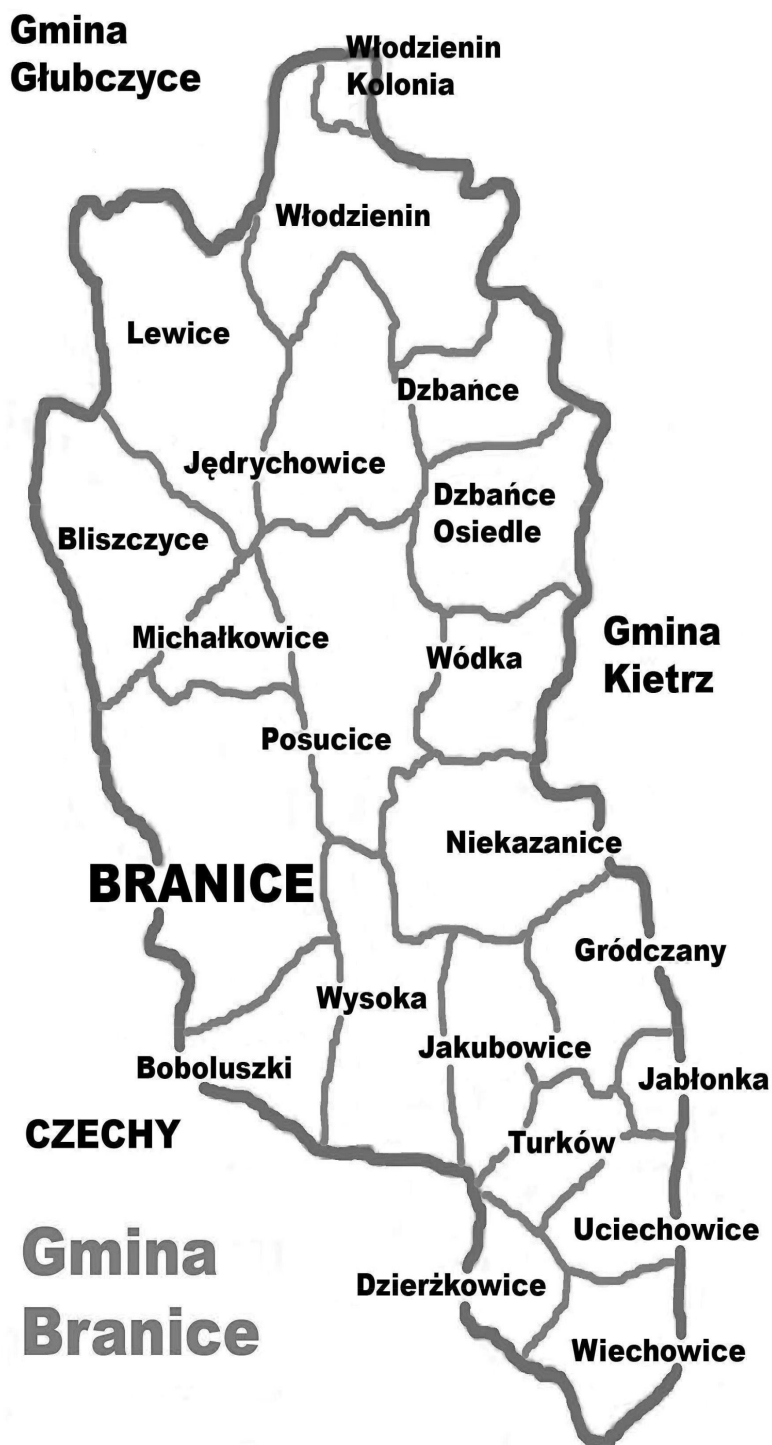 Gmina
Głubczyce
Włodzienin
Kolonia
Włodzienin
Lewice
Dzbańce
Jędrychowice
Dzbańce
Osiedle
Bliszczyce
Michałkowice
Wódka
Gmina
Kietrz
Posucice
Niekazanice
BRANICE
Gródczany
Wysoka
Jakubowice
Boboluszki
Jabłonka
CZECHY
Turków
Uciechowice
Gmina
Branice
Dzierżkowice
Wiechowice